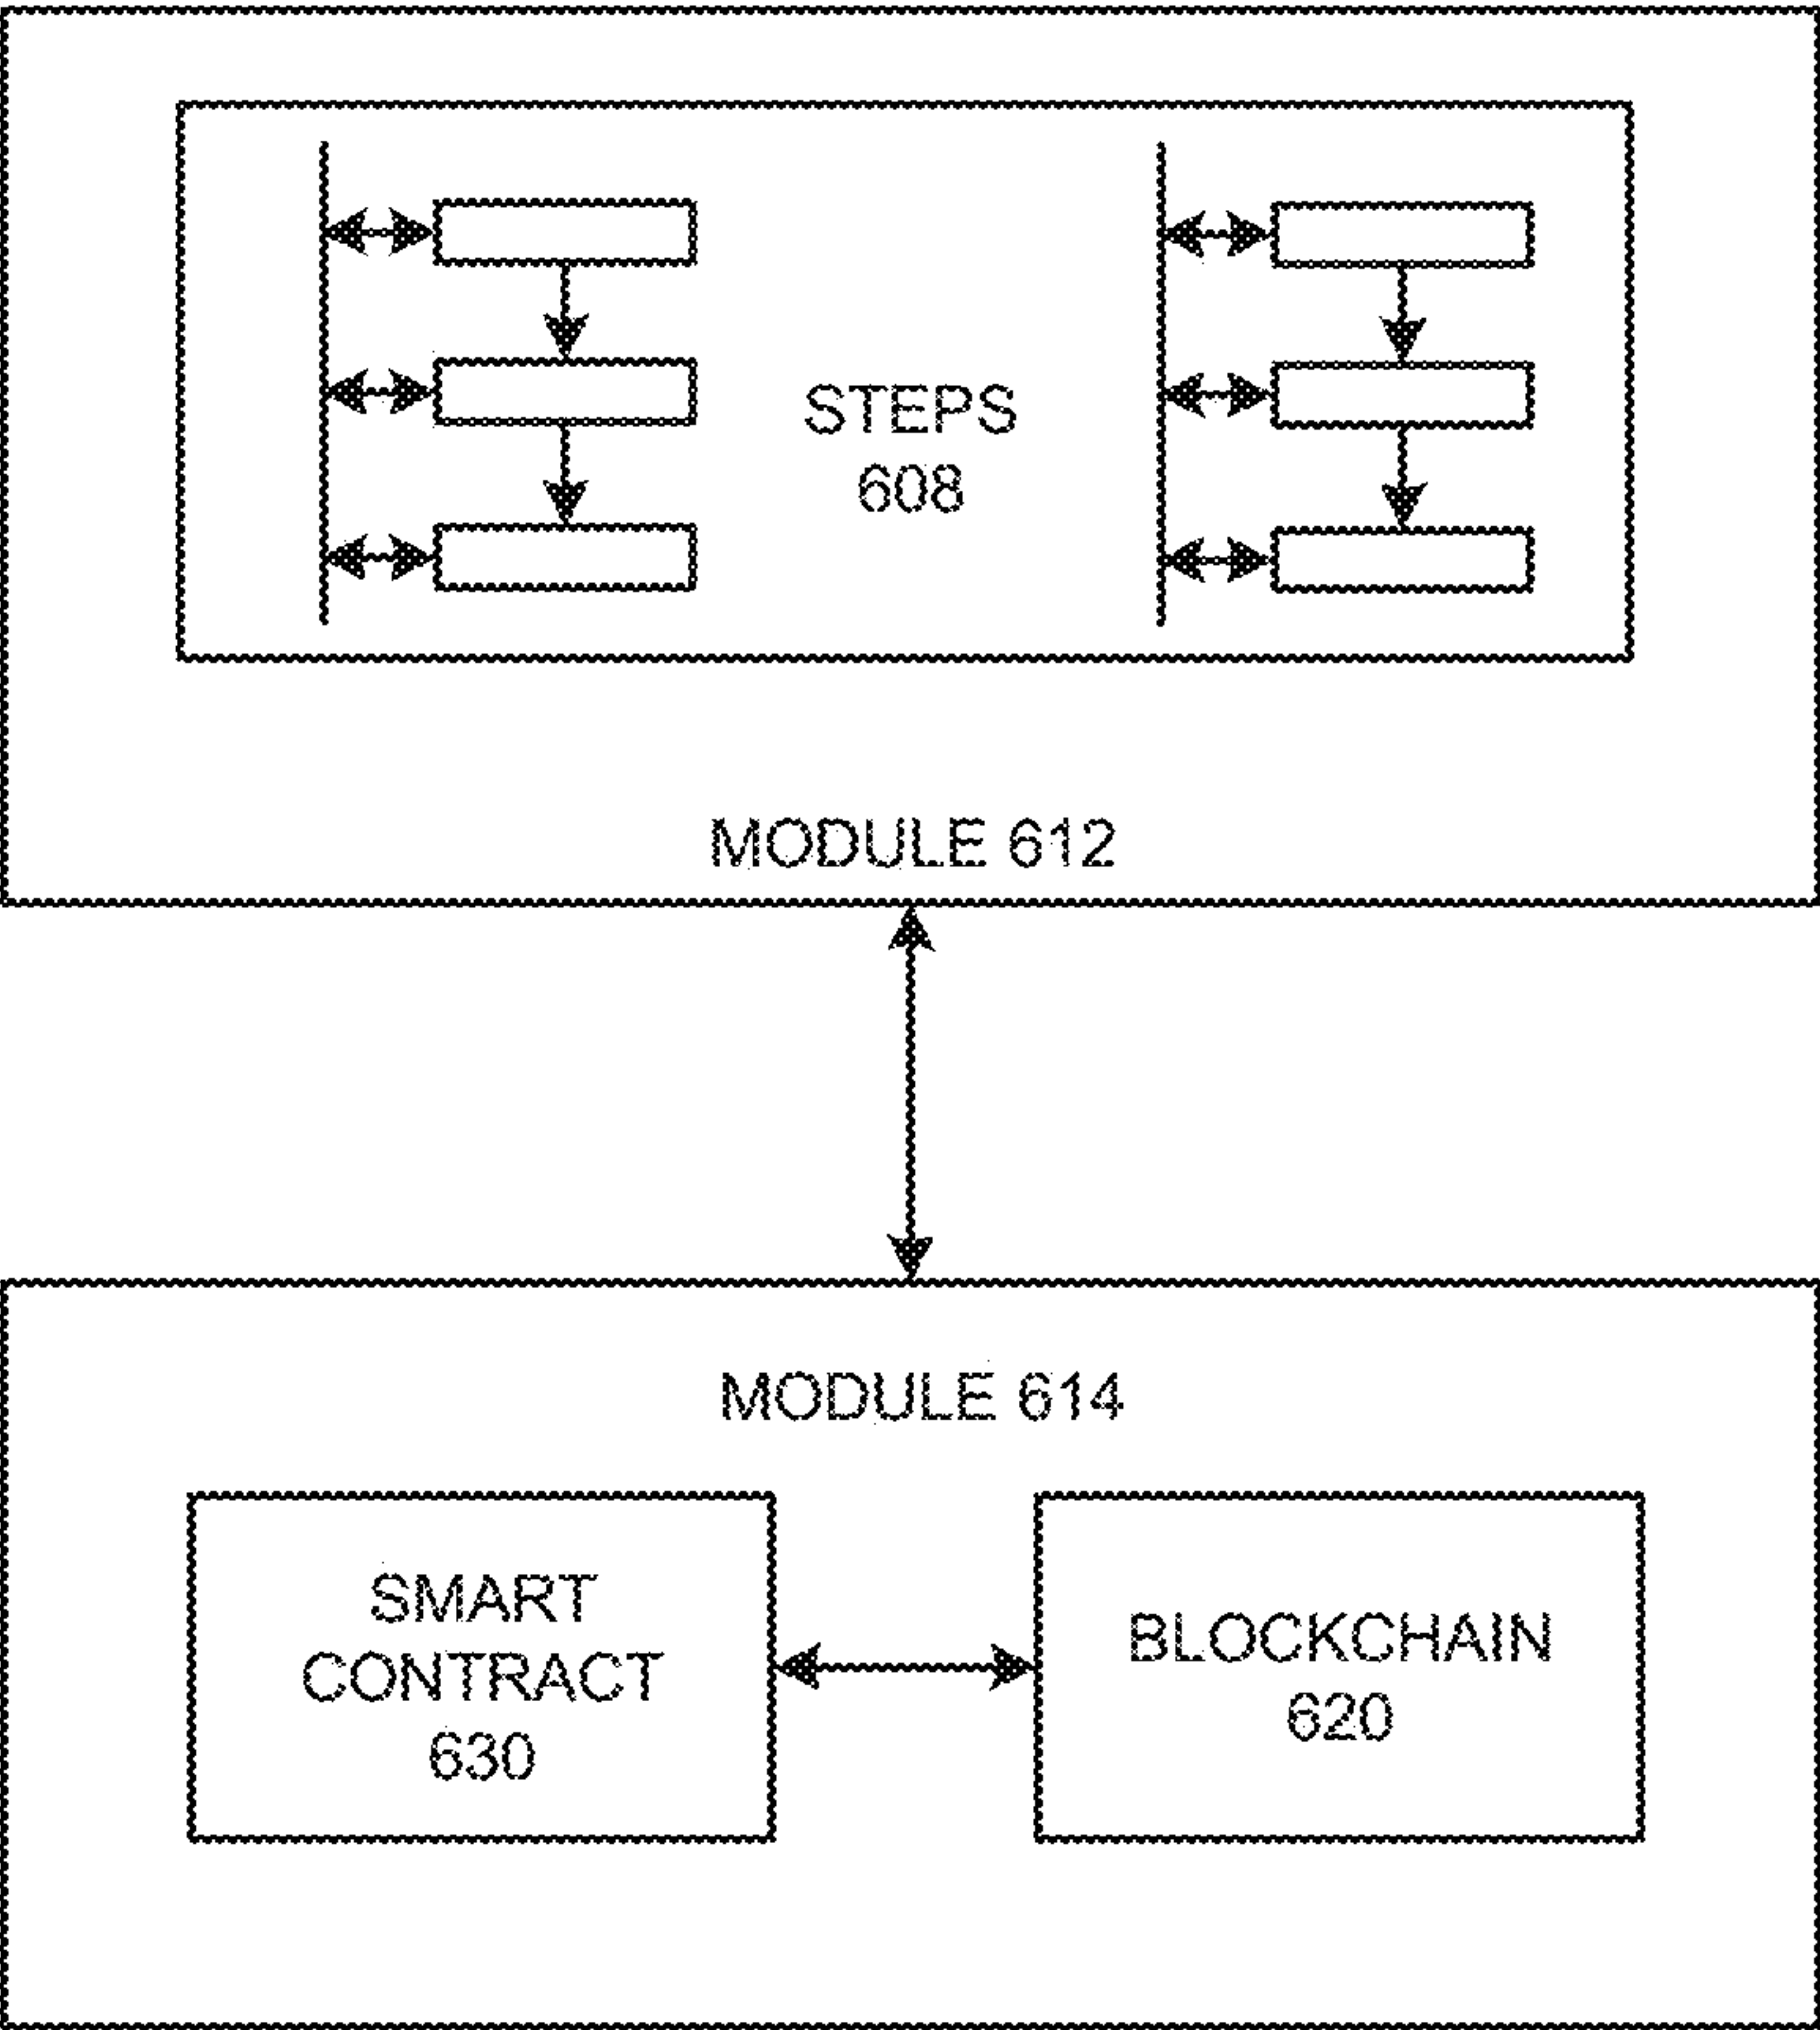 STEPS
608
MODULE 612
MODULE 614
SMART
CONTRACT
630
BLOCKCHAIN
620